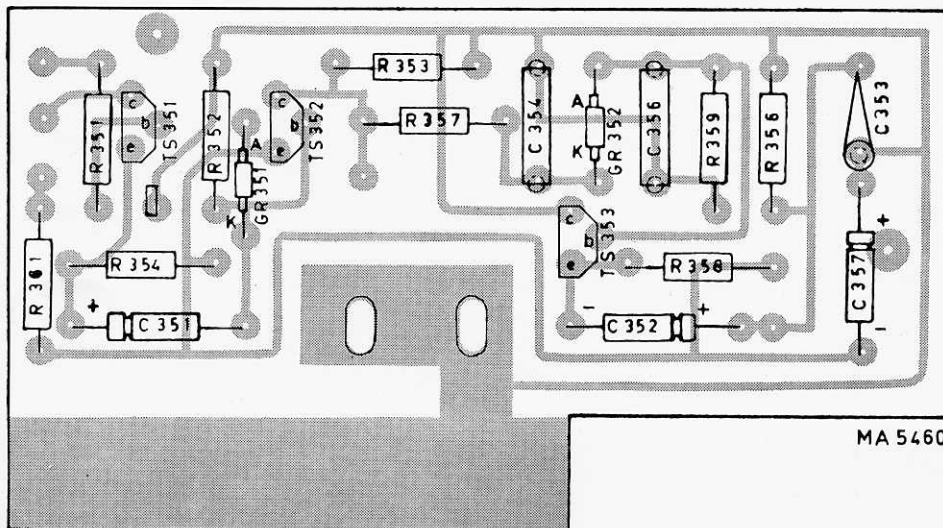 R 353
R 357
R 351
c
b
e
TS 351
R 352
A
K
GR 351
c
b
e
TS 352
C 354
A
K
GR 352
C 356
R 359
R 356
C 353
R 361
R 354
+
C 351
c
b
e
TS 353
R 358
-
C 352
+
+
C 357
-
MA 5460